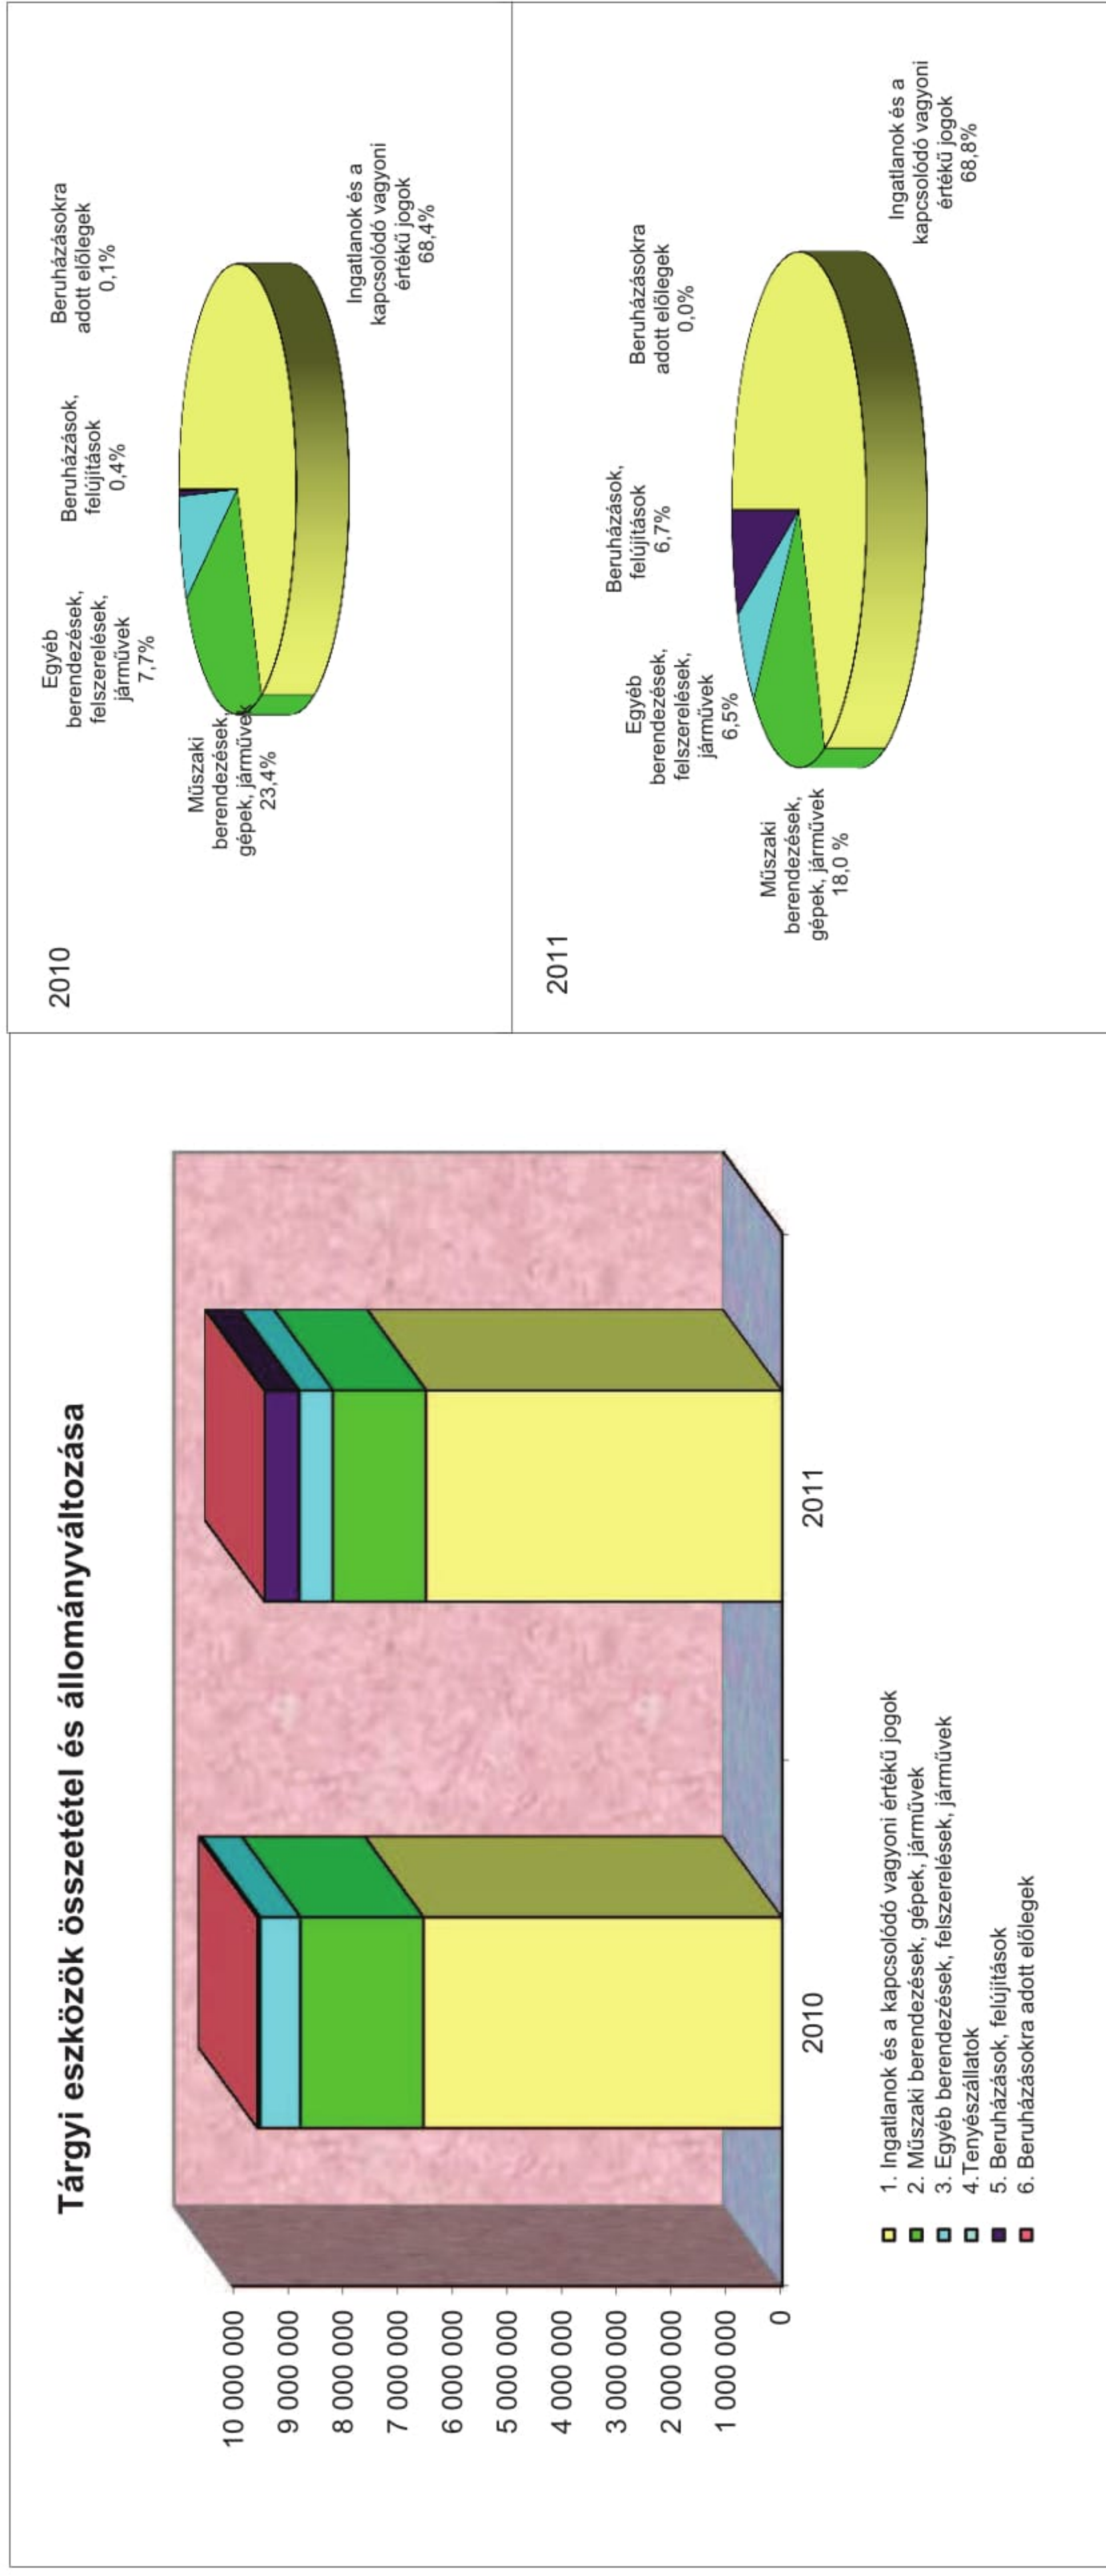 Tárgyi eszközök összetétel és állományváltozása
10 000 000
9 000 000
8 000 000
7 000 000
6 000 000
5 000 000
4 000 000
3 000 000
2 000 000
1 000 000
0
2010
2011
1. Ingatlanok és a kapcsolódó vagyoni értékű jogok
2. Műszaki berendezések, gépek, járművek
3. Egyéb berendezések, felszerelések, járművek
4.Tenyészállatok
5. Beruházások, felújítások
6. Beruházásokra adott előlegek
2010
Egyéb
berendezések,
felszerelések,
járművek
7,7%
Beruházások,
felújítások
0,4%
Beruházásokra
adott előlegek
0,1%
Műszaki
berendezések,
gépek, járművek
23,4%
Ingatlanok és a
kapcsolódó vagyoni
értékű jogok
68,4%
2011
Egyéb
berendezések,
felszerelések,
járművek
6,5%
Beruházások,
felújítások
6,7%
Beruházásokra
adott előlegek
0,0%
Műszaki
berendezések,
gépek, járművek
18,0 %
Ingatlanok és a
kapcsolódó vagyoni
értékű jogok
68,8%